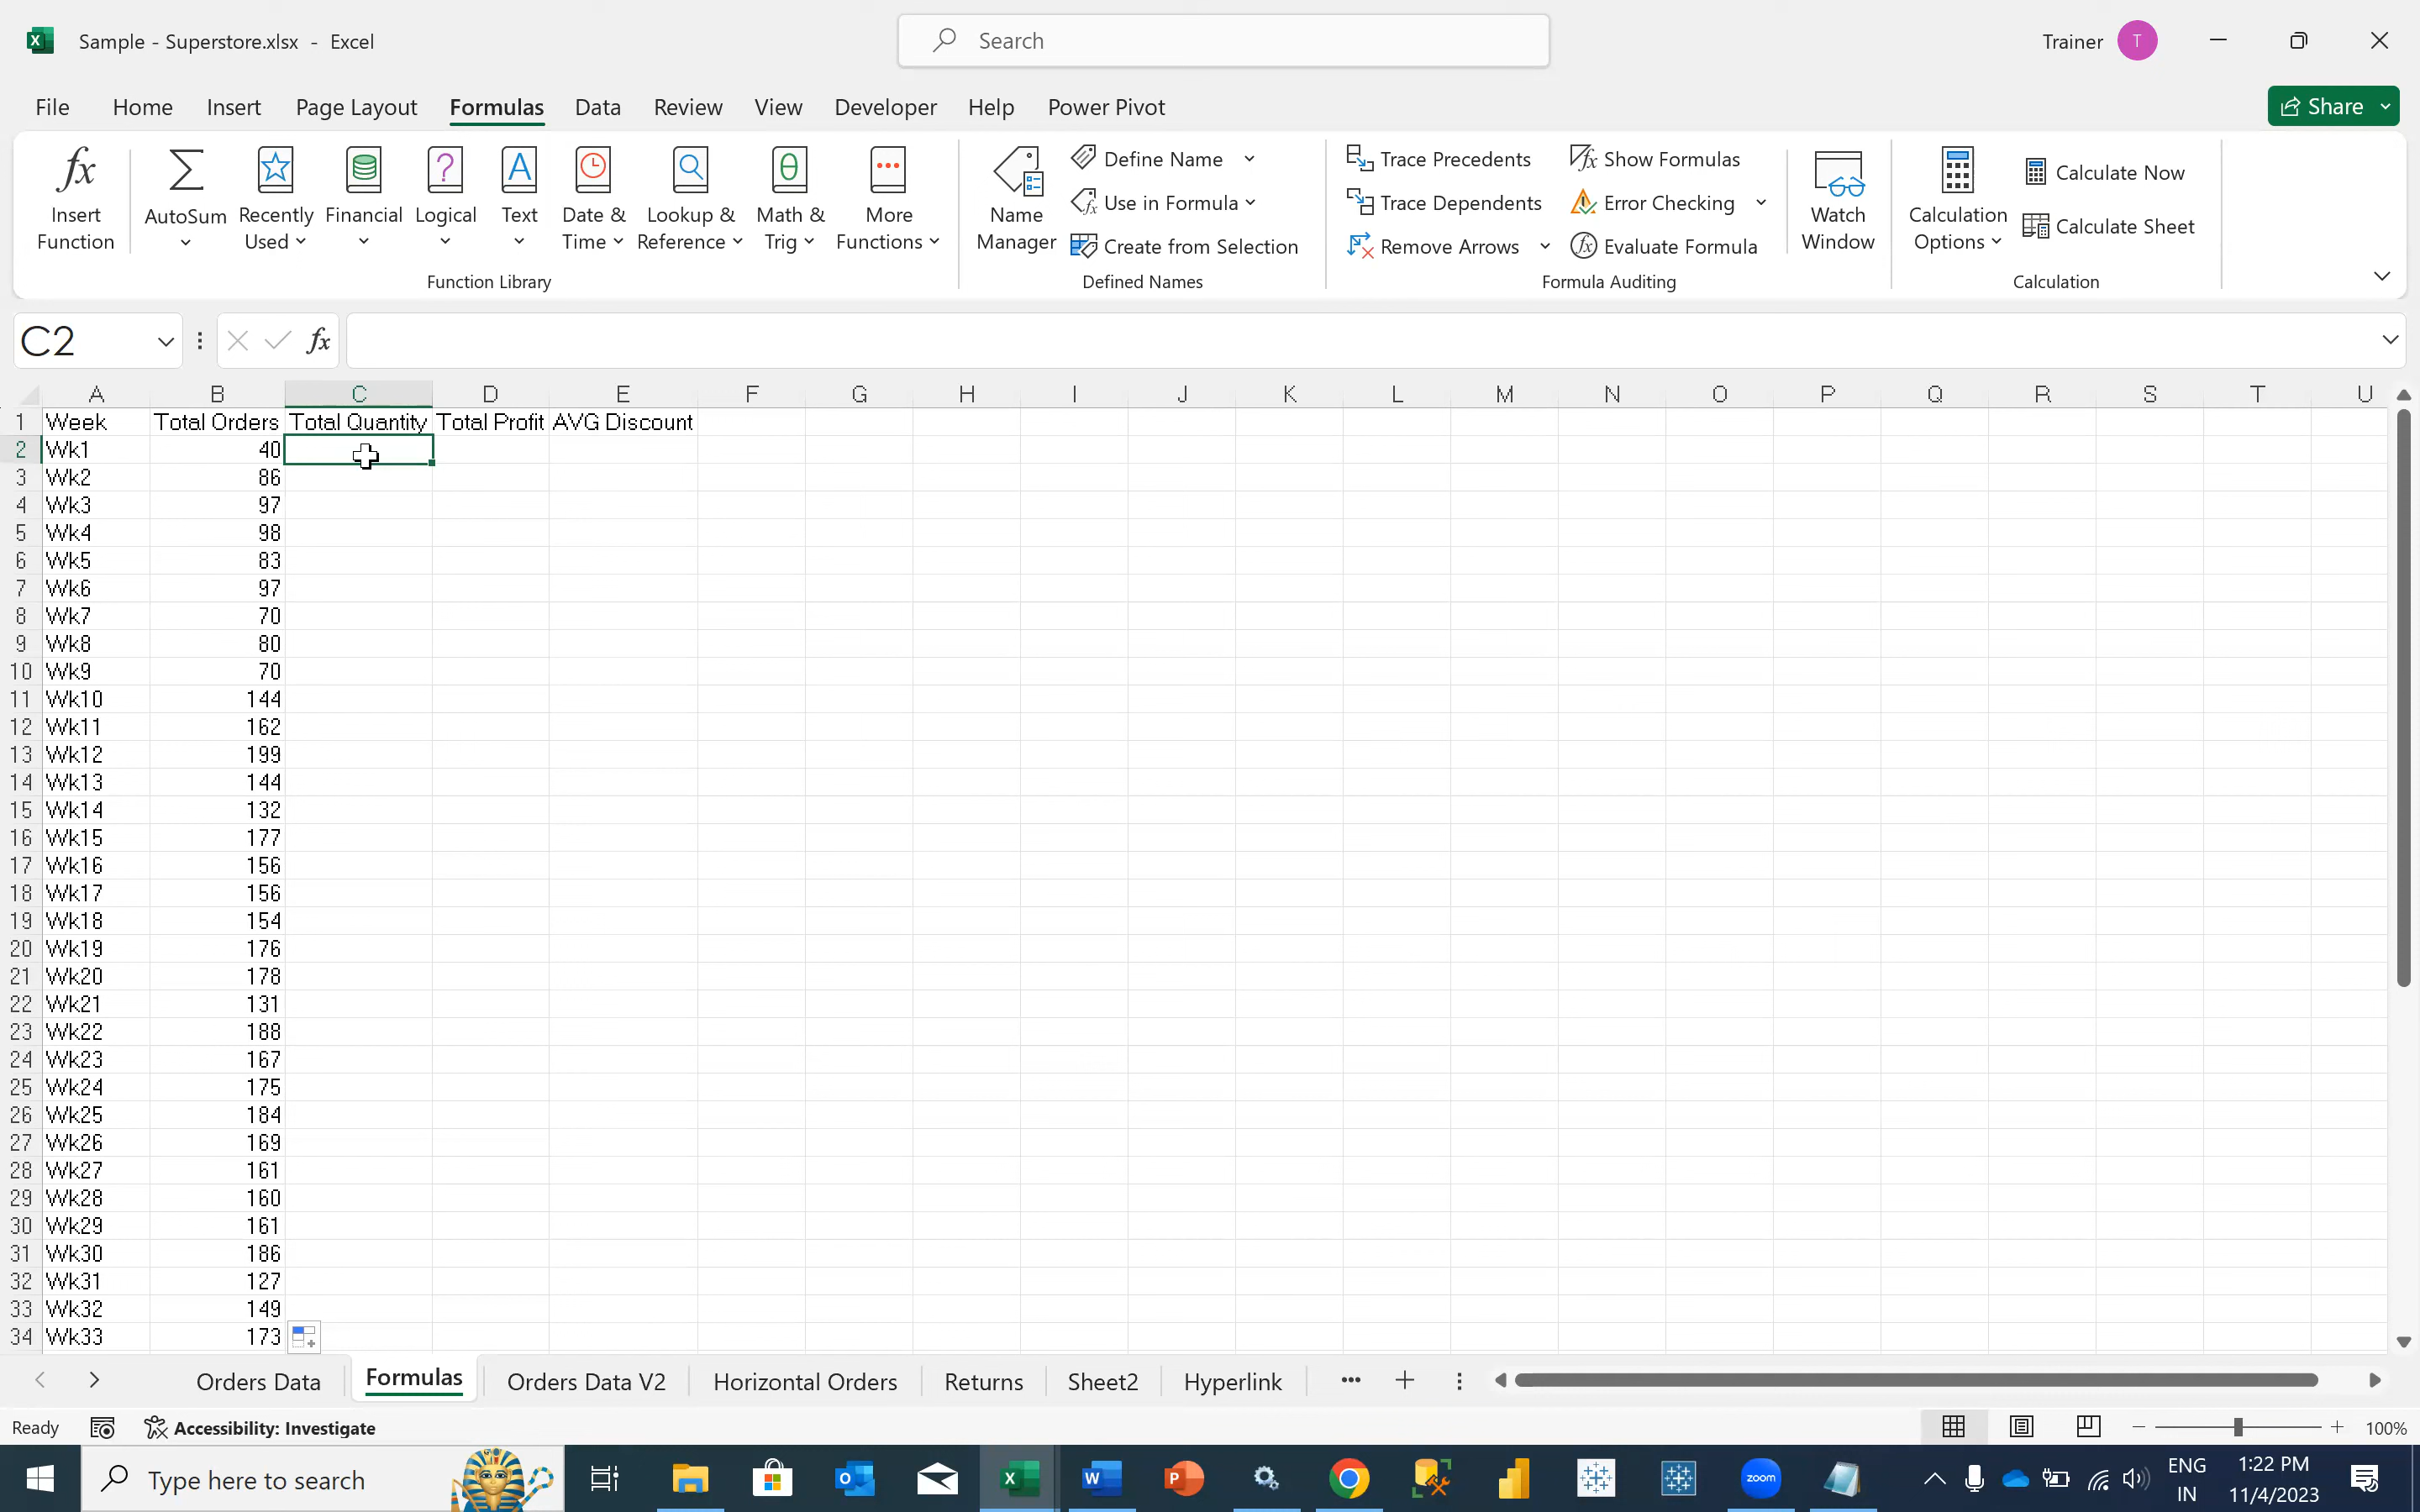 Sample - Superstore.xlsx - Excel
Search
Trainer T
File Home Insert Page Layout Formulas Data Review View Developer Help Power Pivot
Share
Insert Function
AutoSum
Recently Used
Financial
Logical
Text
Date & Time
Lookup & Reference
Math & Trig
More Functions
Function Library
Name Manager
Define Name
Use in Formula
Create from Selection
Defined Names
Trace Precedents
Trace Dependents
Remove Arrows
Show Formulas
Error Checking
Evaluate Formula
Formula Auditing
Watch Window
Calculation Options
Calculate Now
Calculate Sheet
Calculation
C2 fx
A B C D E F G H I J K L M N O P Q R S T U
1 Week Total Orders Total Quantity Total Profit AVG Discount
2 Wk1 40
3 Wk2 86
4 Wk3 97
5 Wk4 98
6 Wk5 83
7 Wk6 97
8 Wk7 70
9 Wk8 80
10 Wk9 70
11 Wk10 144
12 Wk11 162
13 Wk12 199
14 Wk13 144
15 Wk14 132
16 Wk15 177
17 Wk16 156
18 Wk17 156
19 Wk18 154
20 Wk19 176
21 Wk20 178
22 Wk21 131
23 Wk22 188
24 Wk23 167
25 Wk24 175
26 Wk25 184
27 Wk26 169
28 Wk27 161
29 Wk28 160
30 Wk29 161
31 Wk30 186
32 Wk31 127
33 Wk32 149
34 Wk33 173
Orders Data Formulas Orders Data V2 Horizontal Orders Returns Sheet2 Hyperlink
Ready Accessibility: Investigate 100%
Type here to search
zoom
ENG IN
1:22 PM
11/4/2023